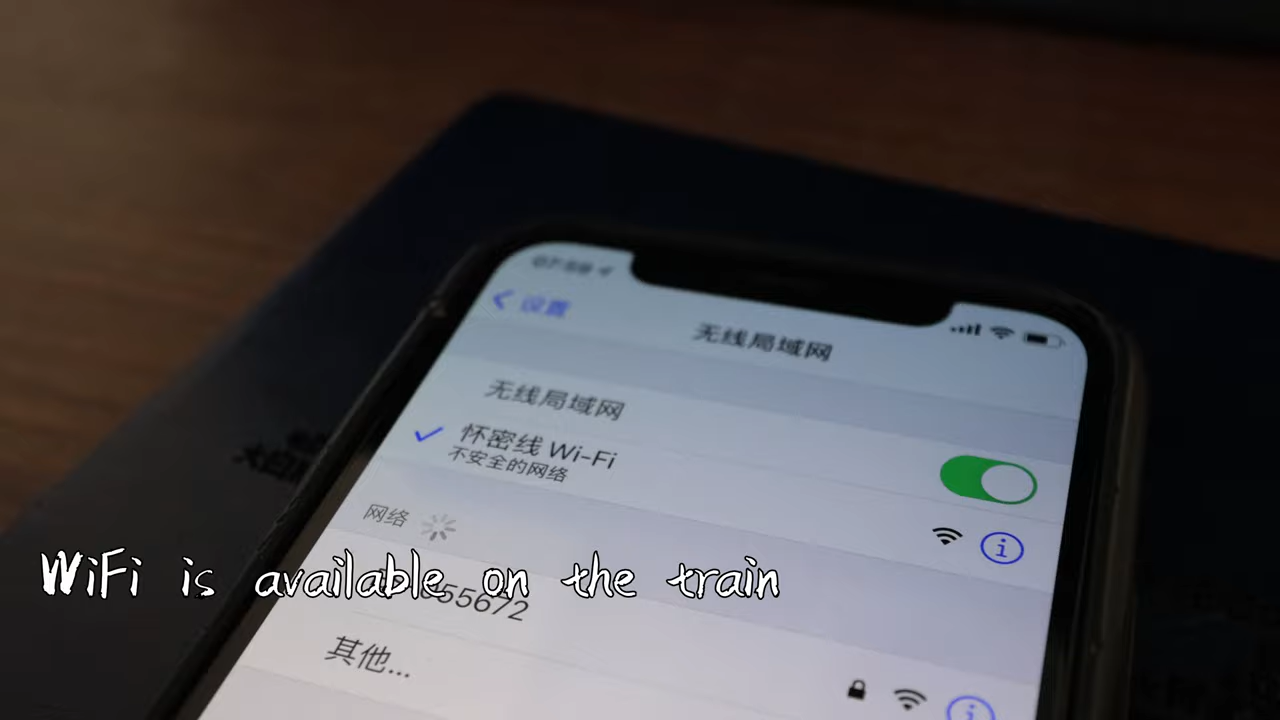 设置
无线局域网
无线局域网
怀密线 Wi-Fi
不安全的网络
网络
WiFi is available on the train
55672
其他...